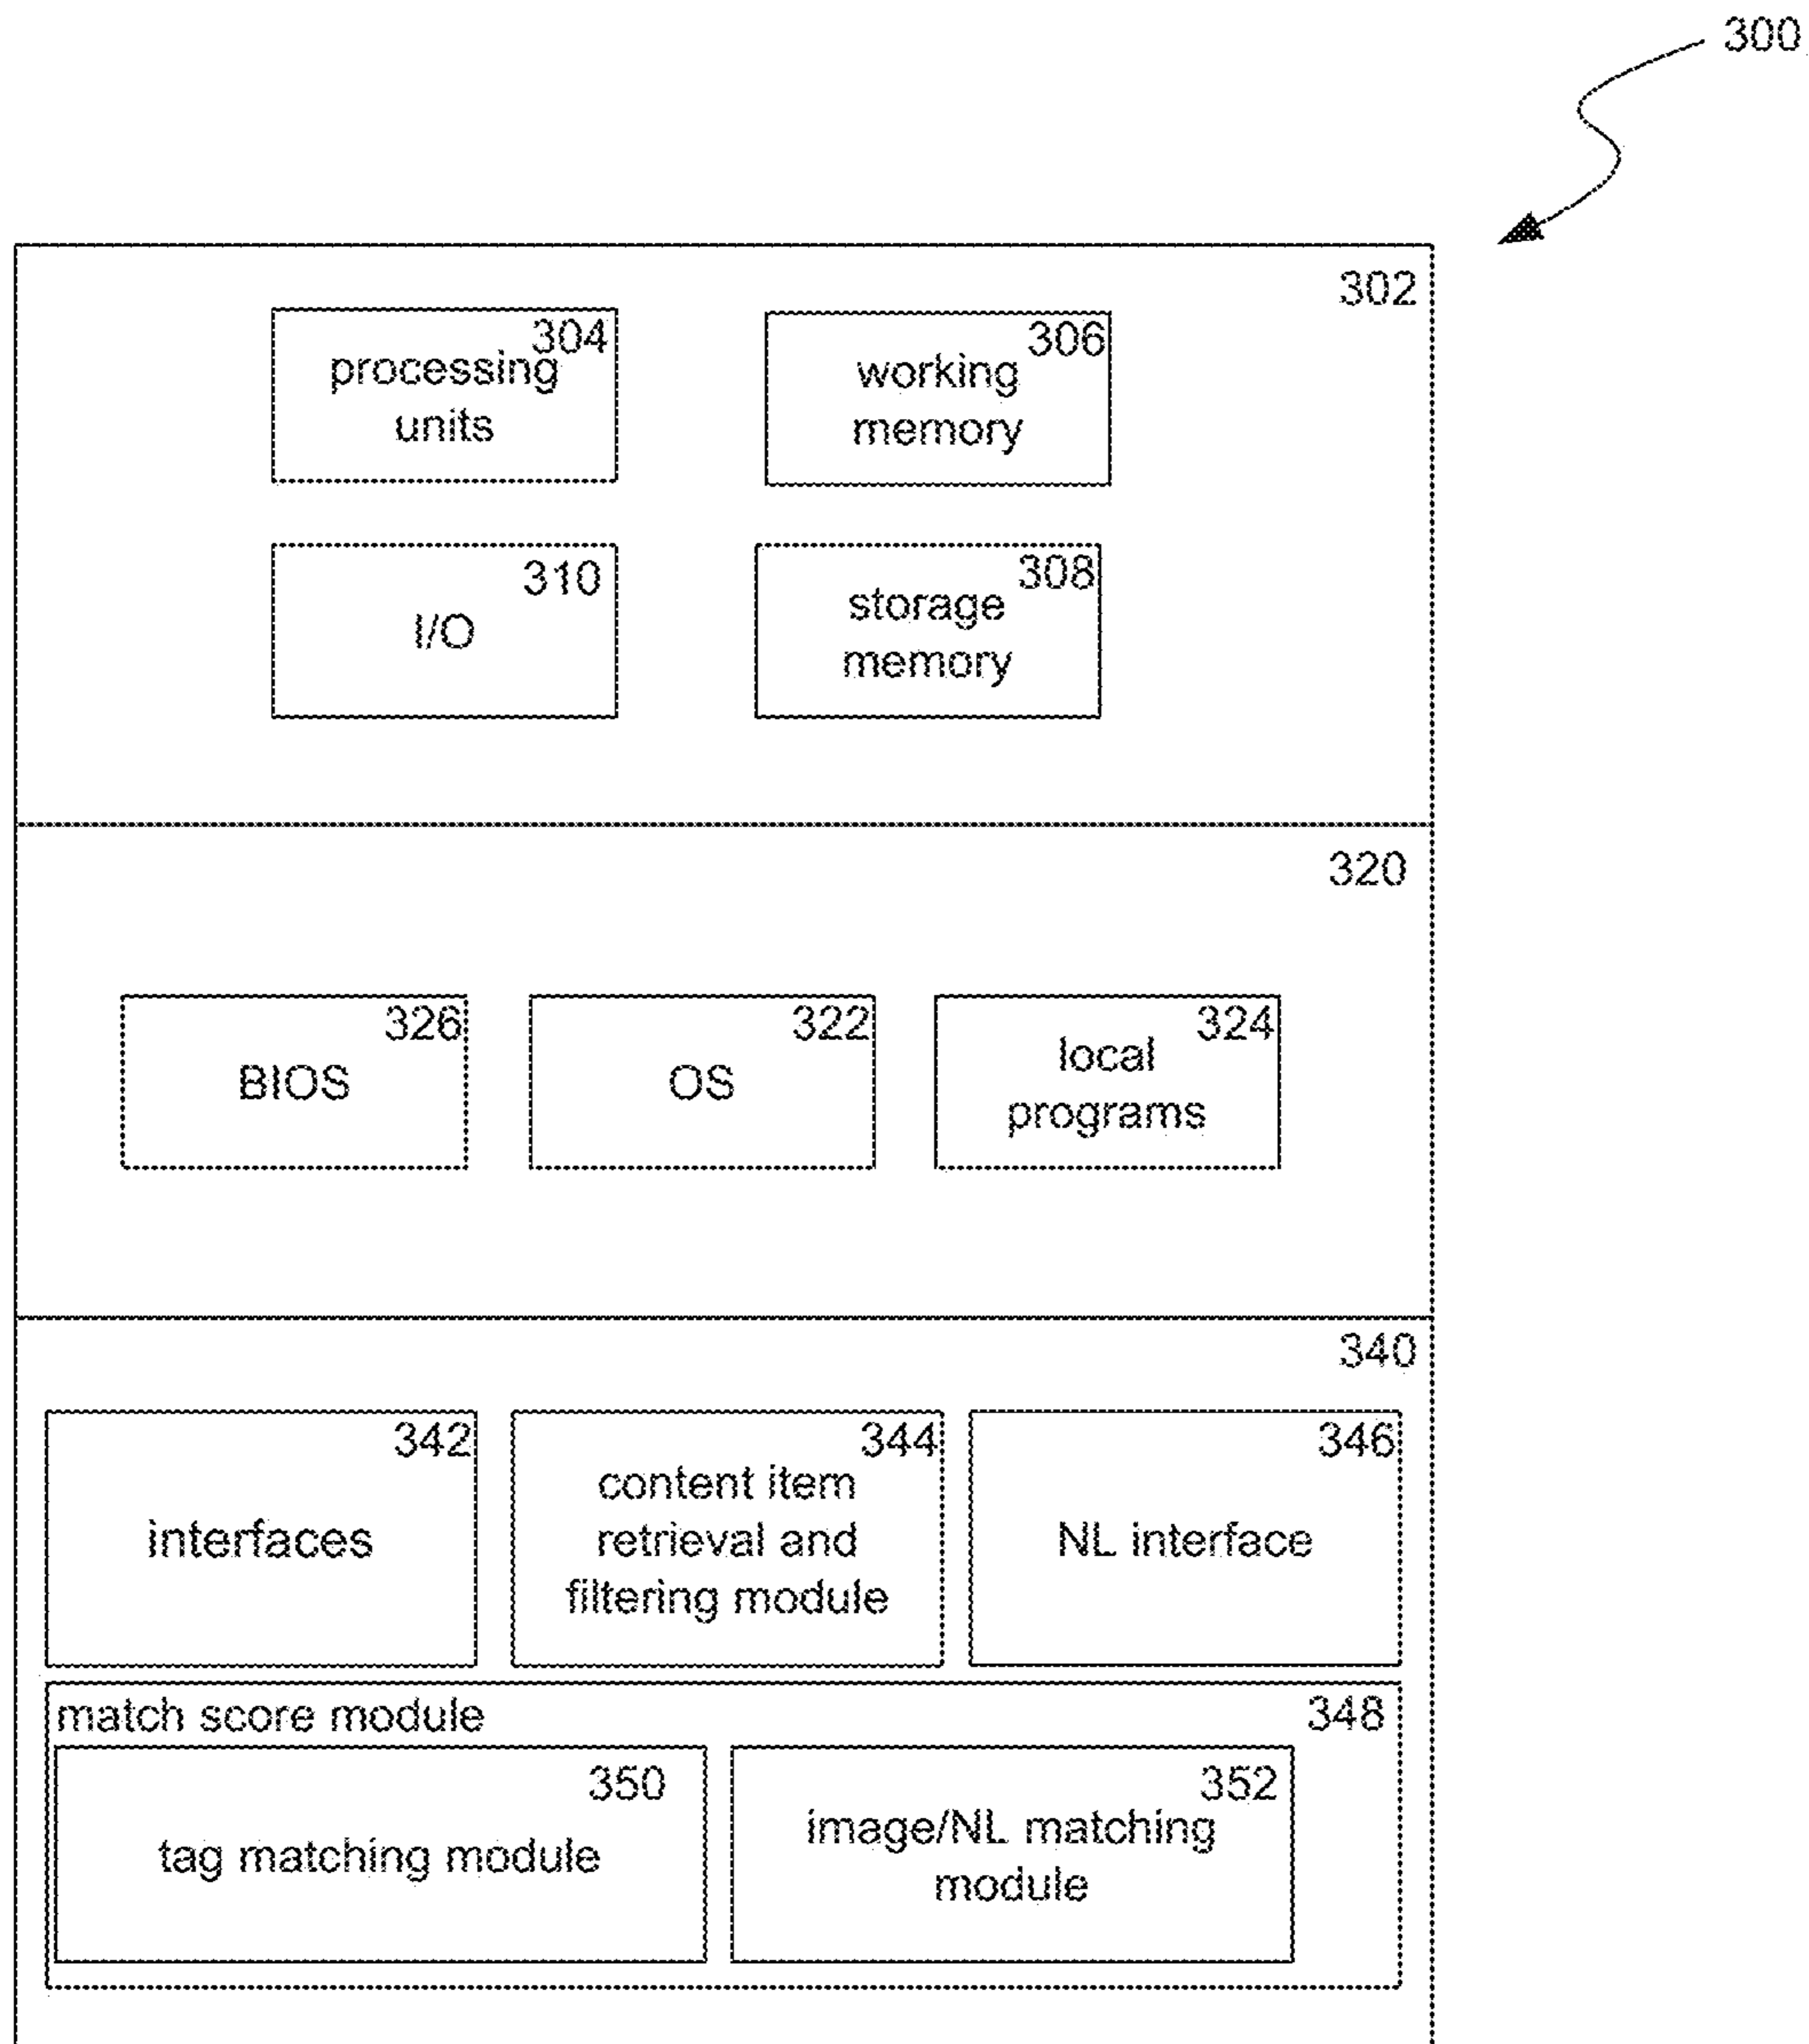 300
302
304
processing
units
306
working
memory
310
I/O
308
storage
memory
320
326
BIOS
322
OS
324
local
programs
340
342
interfaces
344
content item
retrieval and
filtering module
346
NL interface
match score module
348
350
tag matching module
352
image/NL matching
module